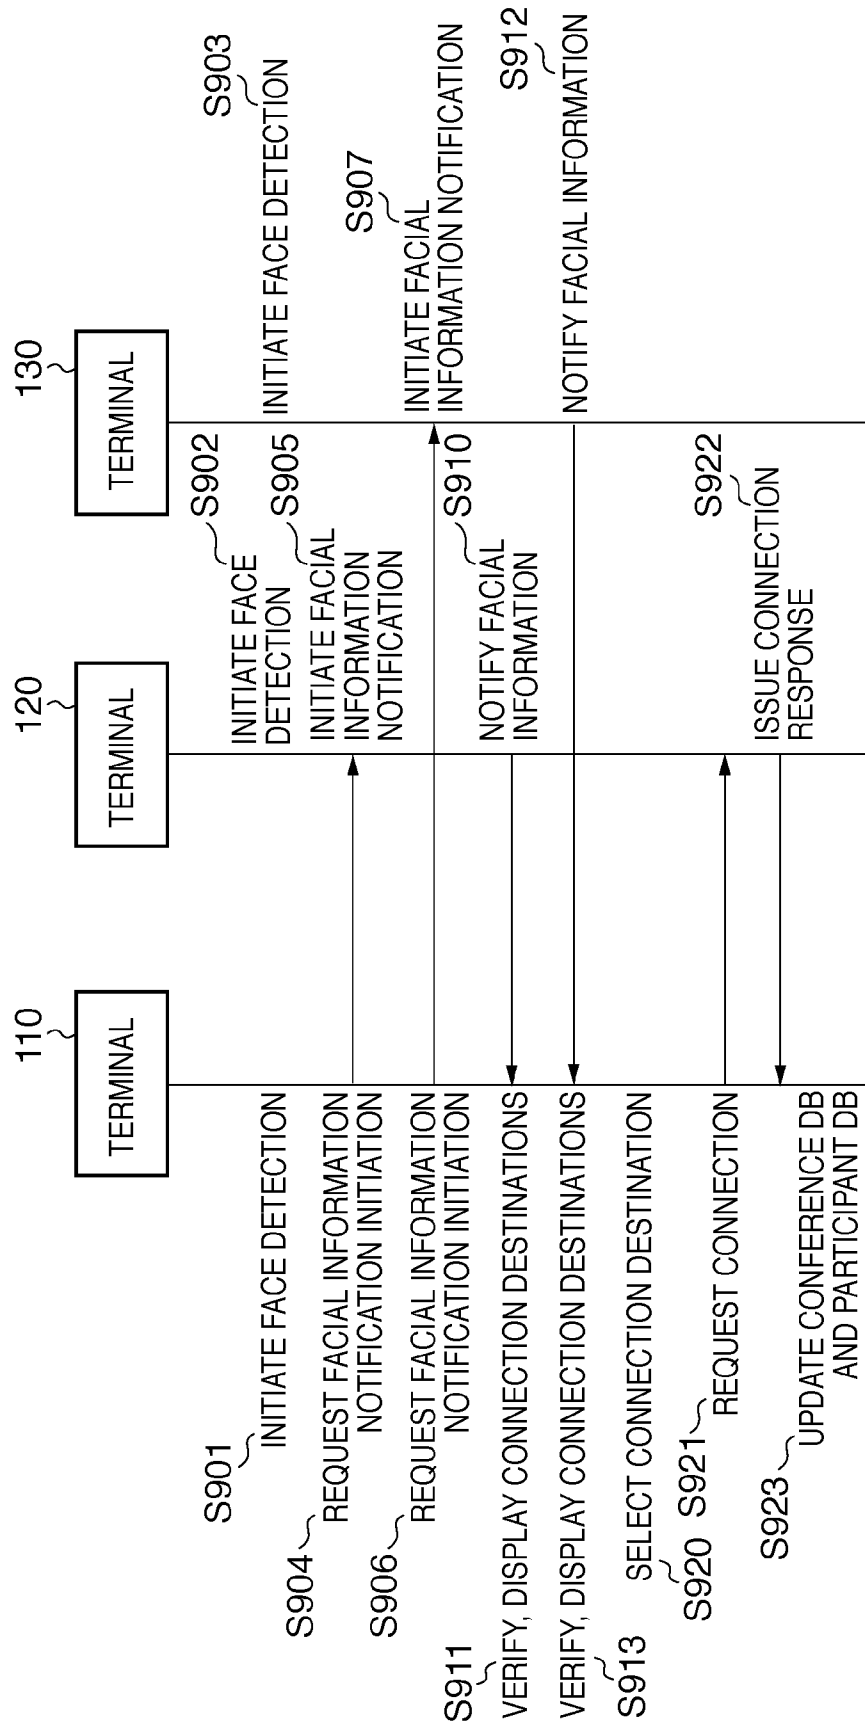 110
TERMINAL
120
TERMINAL
130
TERMINAL
S901
INITIATE FACE DETECTION
S902
INITIATE FACE
DETECTION
S903
INITIATE FACE DETECTION
S904
REQUEST FACIAL INFORMATION
NOTIFICATION INITIATION
S905
INITIATE FACIAL
INFORMATION
NOTIFICATION
S906
REQUEST FACIAL INFORMATION
NOTIFICATION INITIATION
S907
INITIATE FACIAL
INFORMATION NOTIFICATION
S910
NOTIFY FACIAL
INFORMATION
S911
VERIFY, DISPLAY CONNECTION DESTINATIONS
S912
NOTIFY FACIAL INFORMATION
VERIFY, DISPLAY CONNECTION DESTINATIONS
S913
SELECT CONNECTION DESTINATION
S920
S921
REQUEST CONNECTION
S922
ISSUE CONNECTION
RESPONSE
S923
UPDATE CONFERENCE DB
AND PARTICIPANT DB